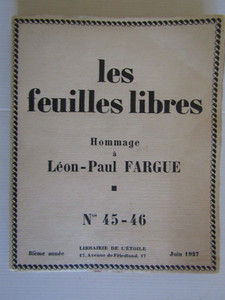 les
feuilles libres
Hommage
à
Léon-Paul FARGUE
Nos 45-46
LIBRAIRIE DE L'ÉTOILE
8ième année 17, Avenue de Friedland, 17 Juin 1927